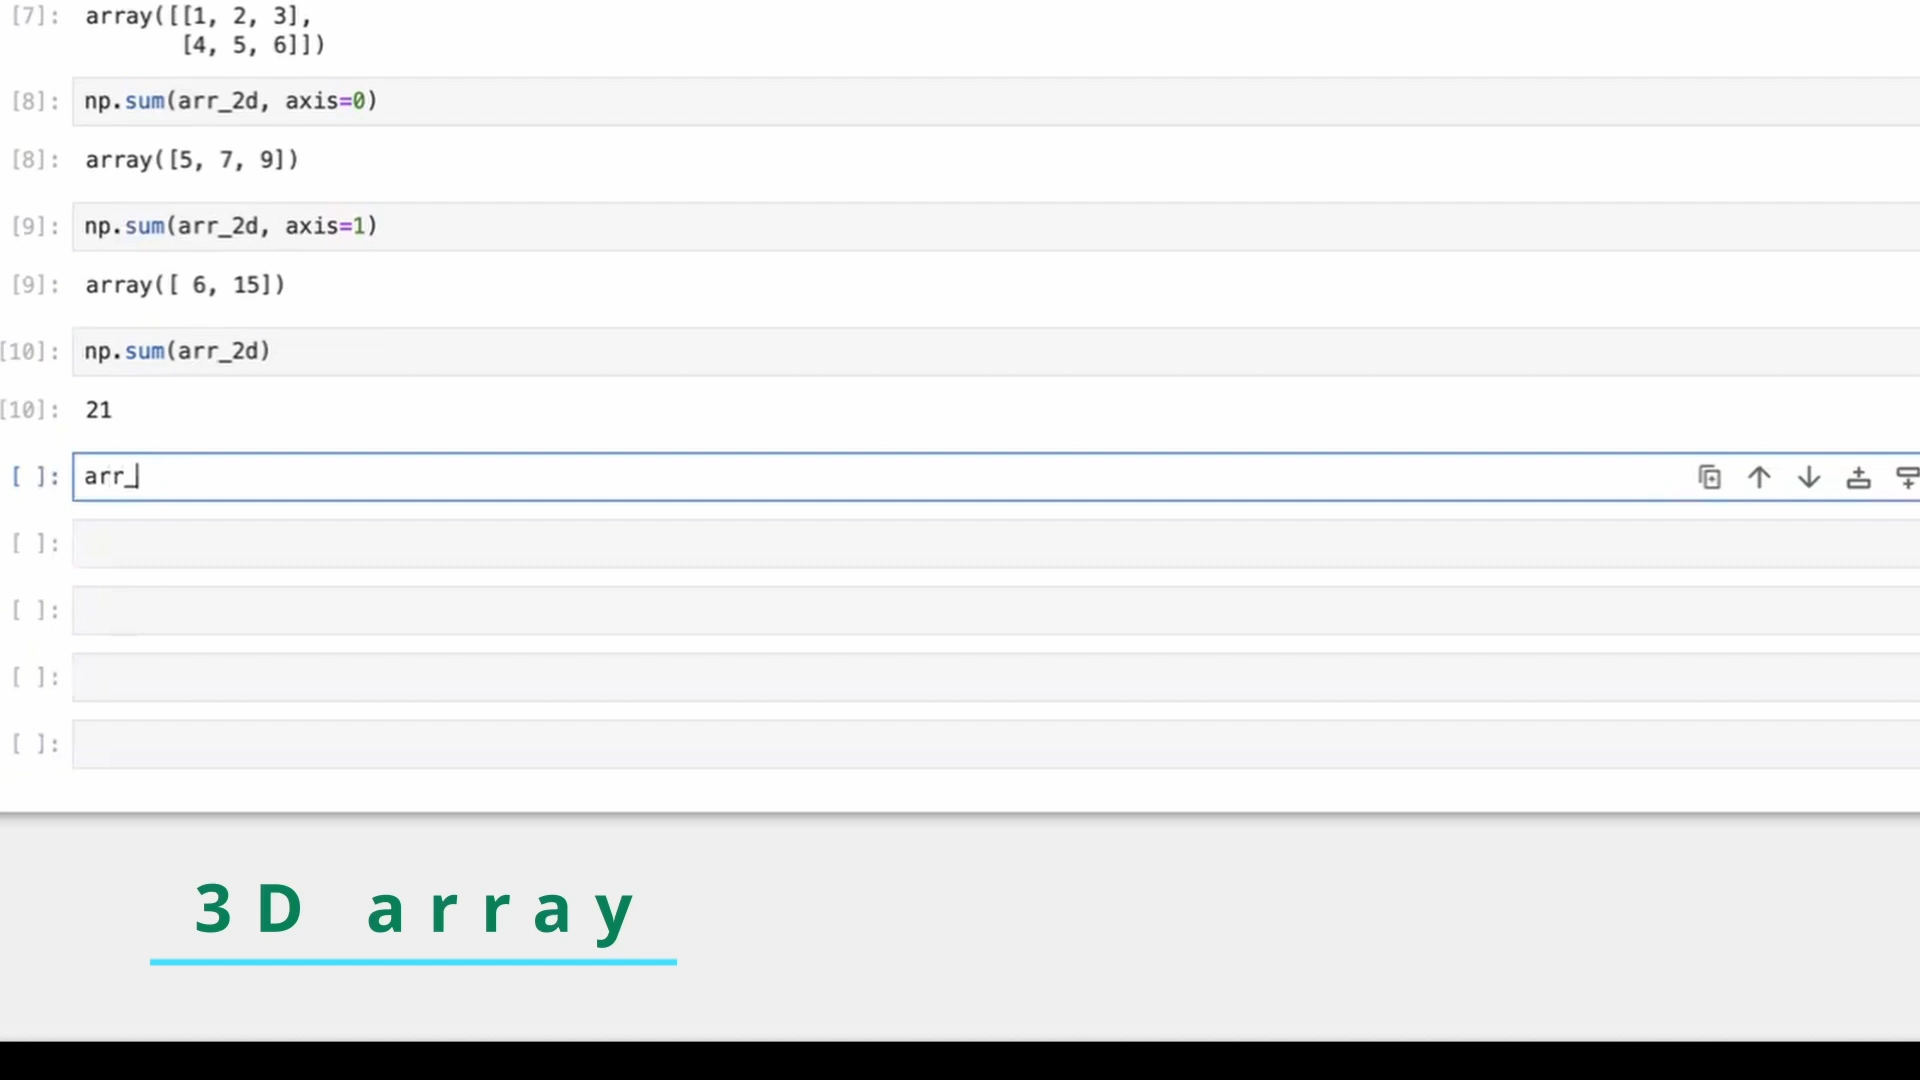 [7]: array([[1, 2, 3],
[4, 5, 6]])
[8]: np.sum(arr_2d, axis=0)
[8]: array([5, 7, 9])
[9]: np.sum(arr_2d, axis=1)
[9]: array([ 6, 15])
[10]: np.sum(arr_2d)
[10]: 21
[ ]: arr_
[ ]:
[ ]:
[ ]:
[ ]:
3D array